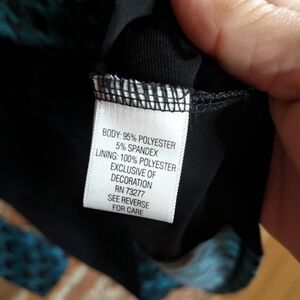 BODY: 95% POLYESTER
5% SPANDEX
LINING: 100% POLYESTER
EXCLUSIVE OF
DECORATION
RN 73277
SEE REVERSE
FOR CARE